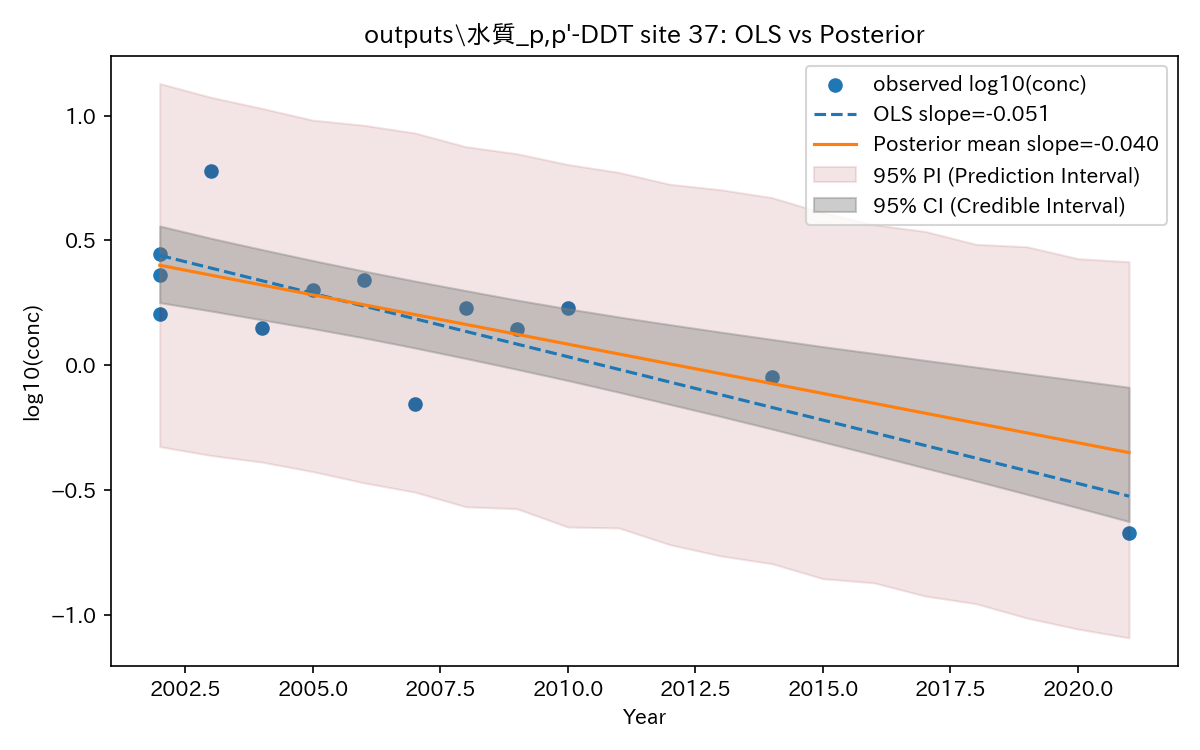 outputs\水質_p,p'-DDT site 37: OLS vs Posterior
observed log10(conc)
OLS slope=-0.051
Posterior mean slope=-0.040
95% PI (Prediction Interval)
95% CI (Credible Interval)
log10(conc)
1.0
0.5
0.0
−0.5
−1.0
2002.5 2005.0 2007.5 2010.0 2012.5 2015.0 2017.5 2020.0
Year